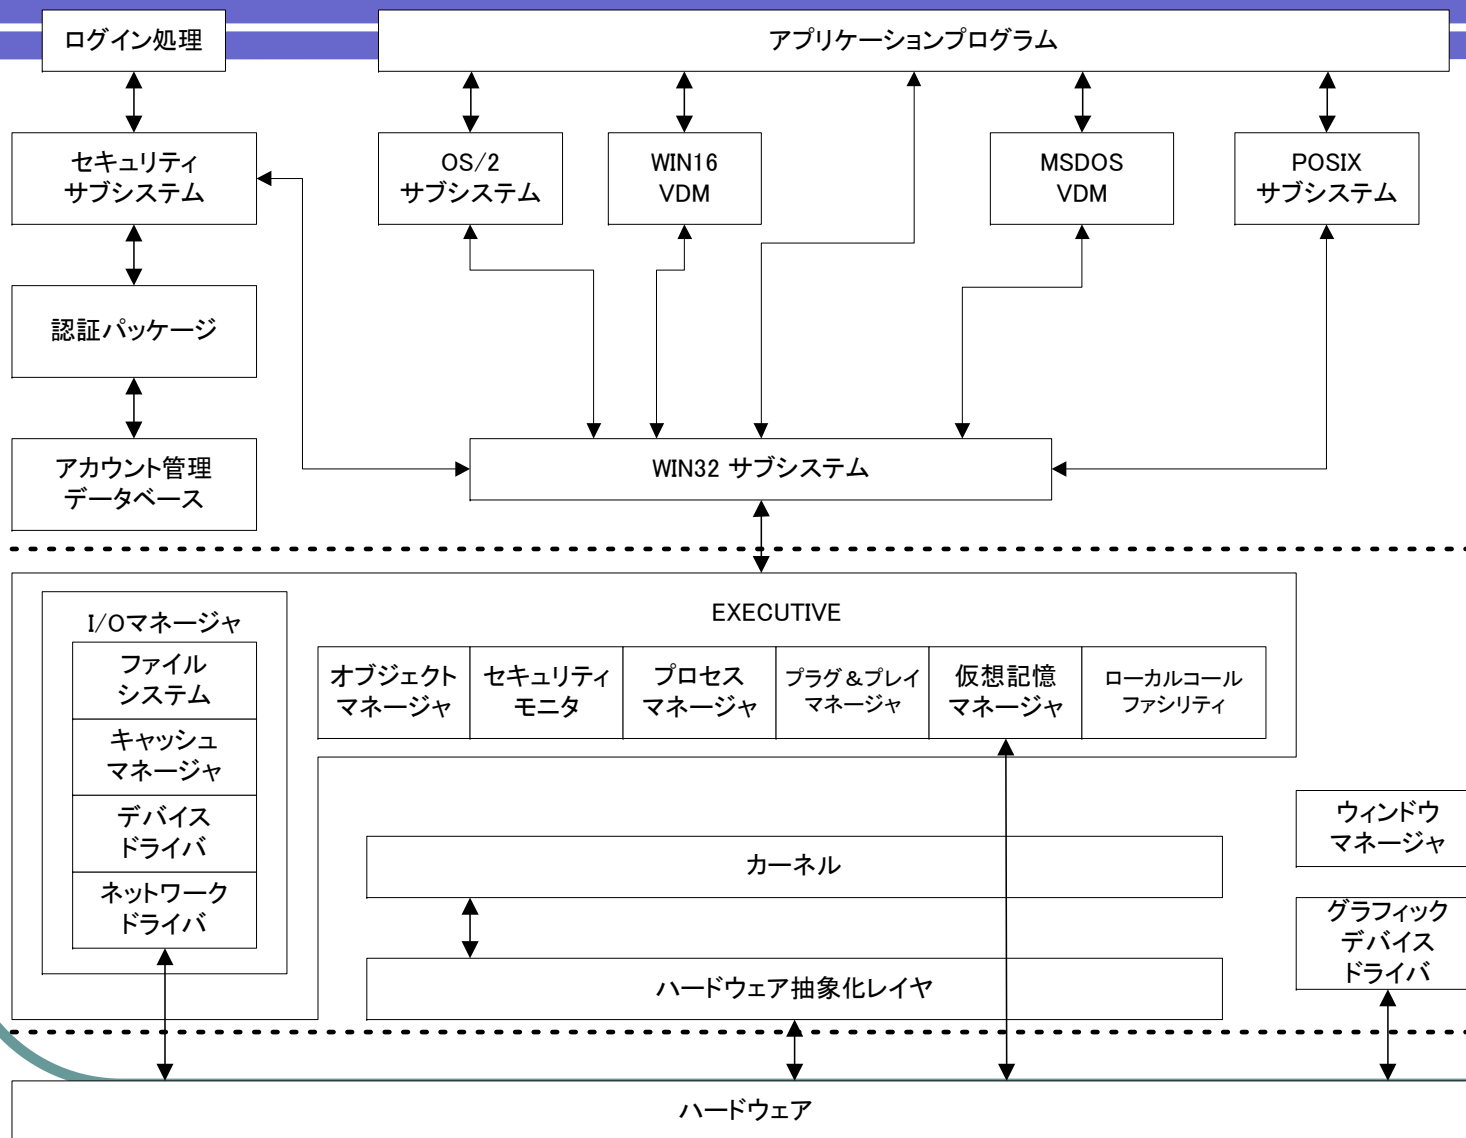 ログイン処理
アプリケーションプログラム
セキュリティ
サブシステム
OS/2
サブシステム
WIN16
VDM
MSDOS
VDM
POSIX
サブシステム
認証パッケージ
アカウント管理
データベース
WIN32 サブシステム
EXECUTIVE
I/Oマネージャ
ファイル
システム
キャッシュ
マネージャ
デバイス
ドライバ
ネットワーク
ドライバ
オブジェクト
マネージャ
セキュリティ
モニタ
プロセス
マネージャ
プラグ＆プレイ
マネージャ
仮想記憶
マネージャ
ローカルコール
ファシリティ
ウィンドウ
マネージャ
カーネル
グラフィック
デバイス
ドライバ
ハードウェア抽象化レイヤ
ハードウェア